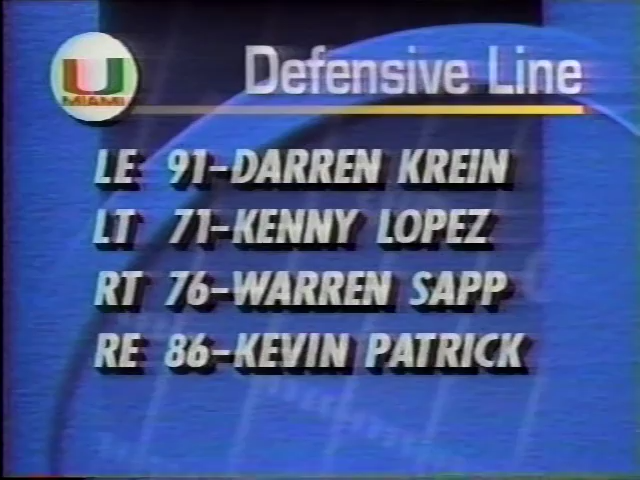 U
MIAMI
Defensive Line
LE 91-DARREN KREIN
LT 71-KENNY LOPEZ
RT 76-WARREN SAPP
RE 86-KEVIN PATRICK